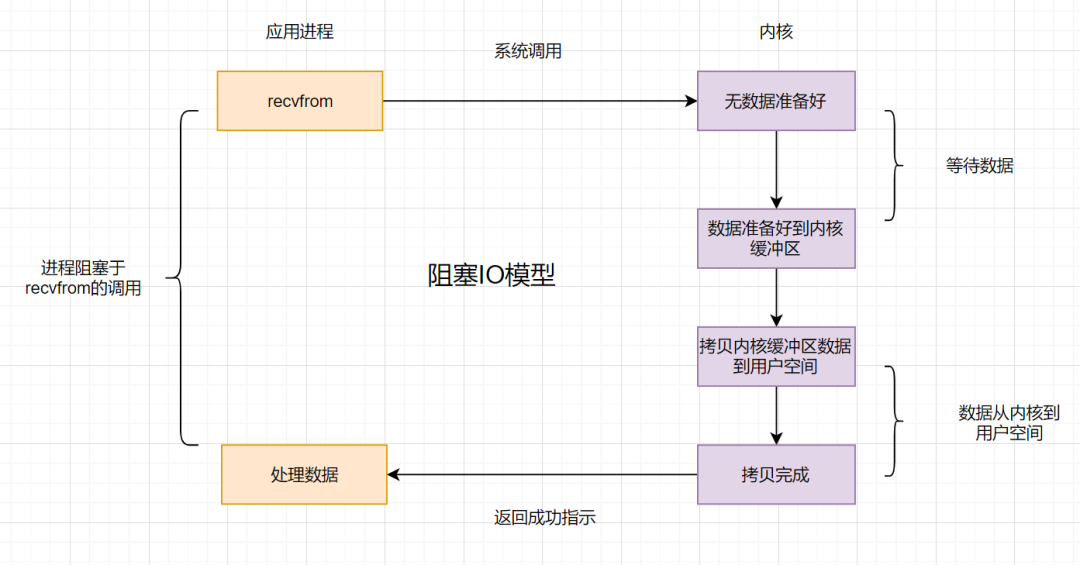 应用进程
系统调用
内核
recvfrom
无数据准备好
等待数据
数据准备好到内核
缓冲区
进程阻塞于
recvfrom的调用
阻塞IO模型
拷贝内核缓冲区数据
到用户空间
数据从内核到
用户空间
处理数据
拷贝完成
返回成功指示